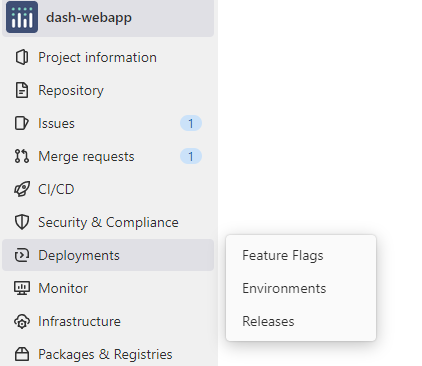 dash-webapp
Project information
Repository
Issues 1
Merge requests 1
CI/CD
Security & Compliance
Deployments
Monitor
Infrastructure
Packages & Registries
Feature Flags
Environments
Releases